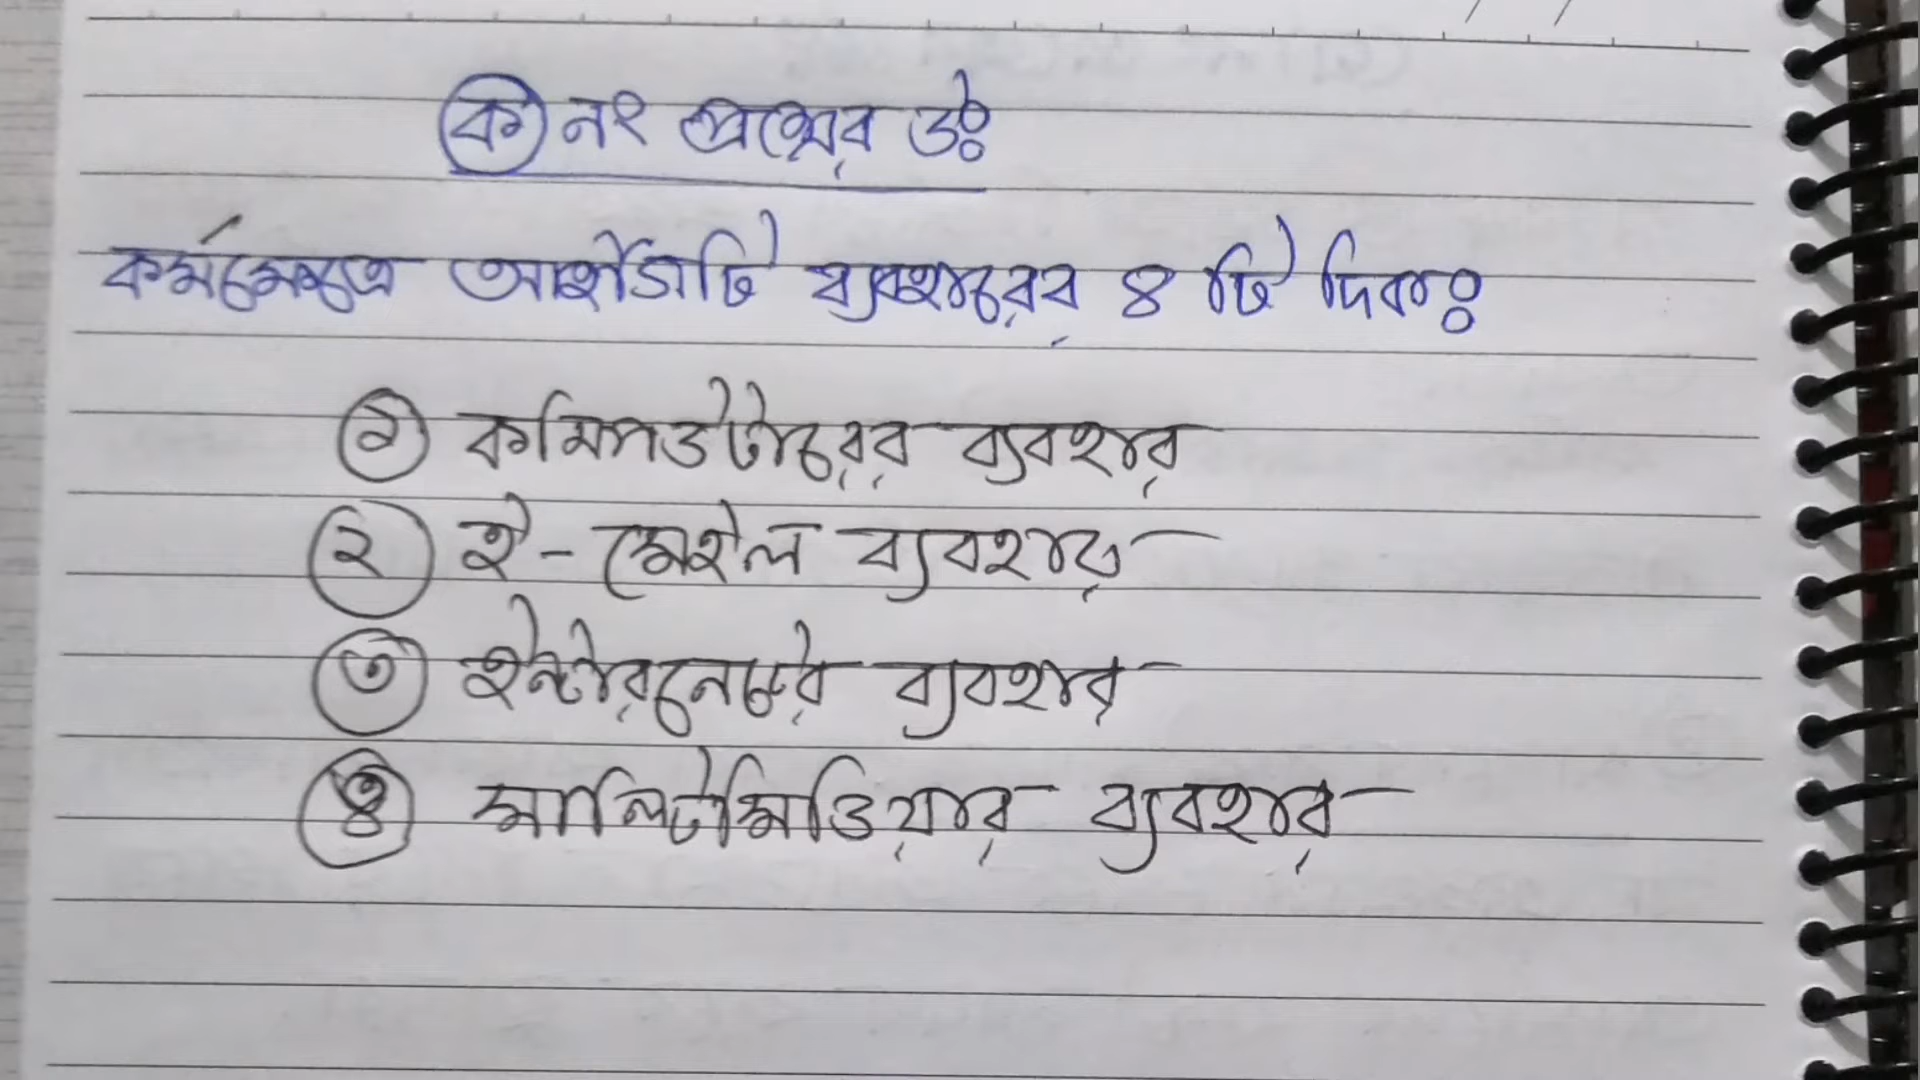 ক নং প্রশ্নের উঃ
কর্মক্ষেত্রে আইসিটি ব্যবহারের ৪ টি দিকঃ
১ কম্পিউটারের ব্যবহার
২ ই - মেইল ব্যবহার
৩ ইন্টারনেটের ব্যবহার
৪ মাল্টিমিডিয়ার ব্যবহার